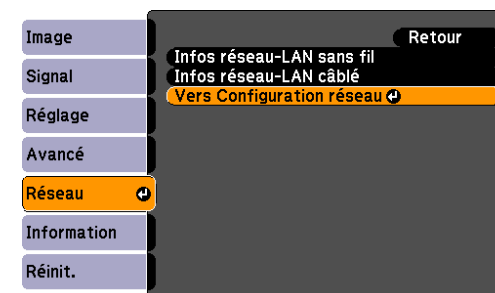 Image
Signal
Réglage
Avancé
Réseau
Information
Réinit.
Retour
Infos réseau-LAN sans fil
Infos réseau-LAN câblé
Vers Configuration réseau